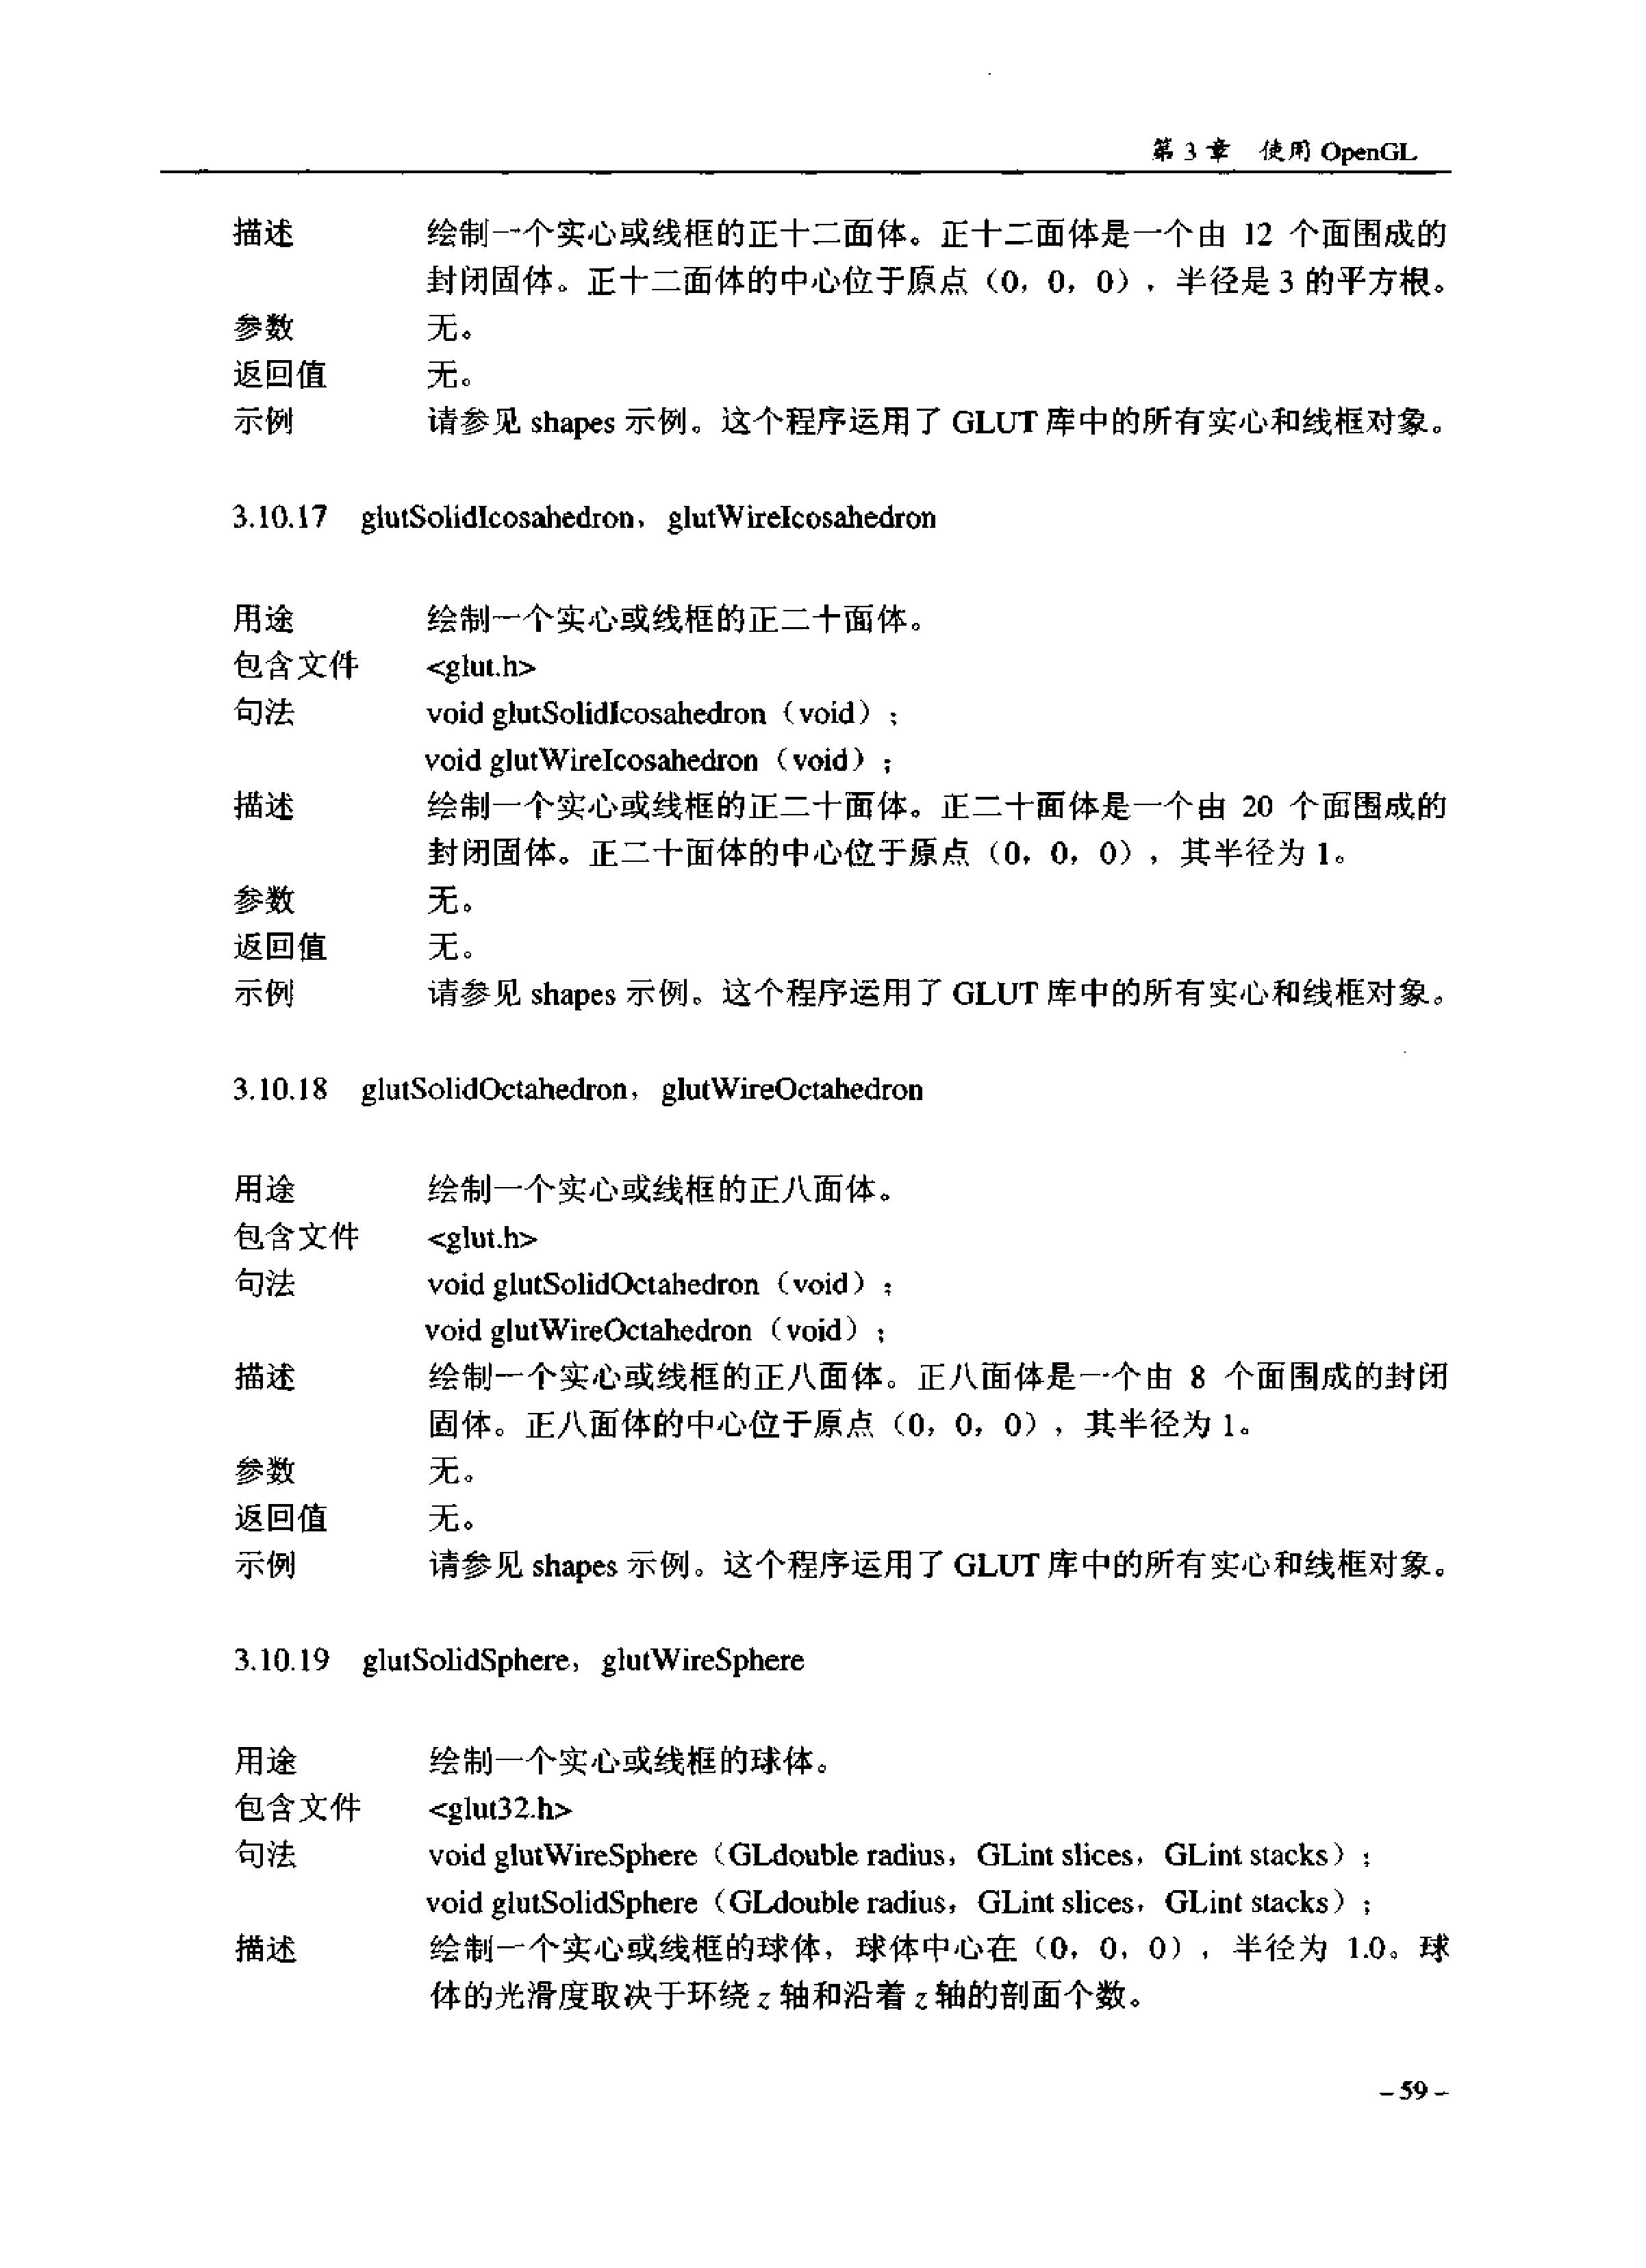 第 3 章 使用 OpenGL
描述 绘制一个实心或线框的正十二面体。正十二面体是一个由 12 个面围成的
封闭固体。正十二面体的中心位于原点（0，0，0），半径是 3 的平方根。
参数 无。
返回值 无。
示例 请参见 shapes 示例。这个程序运用了 GLUT 库中的所有实心和线框对象。
3.10.17 glutSolidIcosahedron，glutWireIcosahedron
用途 绘制一个实心或线框的正二十面体。
包含文件 <glut.h>
句法 void glutSolidIcosahedron（void）；
void glutWireIcosahedron（void）；
描述 绘制一个实心或线框的正二十面体。正二十面体是一个由 20 个面围成的
封闭固体。正二十面体的中心位于原点（0，0，0），其半径为 1。
参数 无。
返回值 无。
示例 请参见 shapes 示例。这个程序运用了 GLUT 库中的所有实心和线框对象。
3.10.18 glutSolidOctahedron，glutWireOctahedron
用途 绘制一个实心或线框的正八面体。
包含文件 <glut.h>
句法 void glutSolidOctahedron（void）；
void glutWireOctahedron（void）；
描述 绘制一个实心或线框的正八面体。正八面体是一个由 8 个面围成的封闭
固体。正八面体的中心位于原点（0，0，0），其半径为 1。
参数 无。
返回值 无。
示例 请参见 shapes 示例。这个程序运用了 GLUT 库中的所有实心和线框对象。
3.10.19 glutSolidSphere，glutWireSphere
用途 绘制一个实心或线框的球体。
包含文件 <glut32.h>
句法 void glutWireSphere（GLdouble radius，GLint slices，GLint stacks）；
void glutSolidSphere（GLdouble radius，GLint slices，GLint stacks）；
描述 绘制一个实心或线框的球体，球体中心在（0，0，0），半径为 1.0。球
体的光滑度取决于环绕 z 轴和沿着 z 轴的剖面个数。
– 59 –